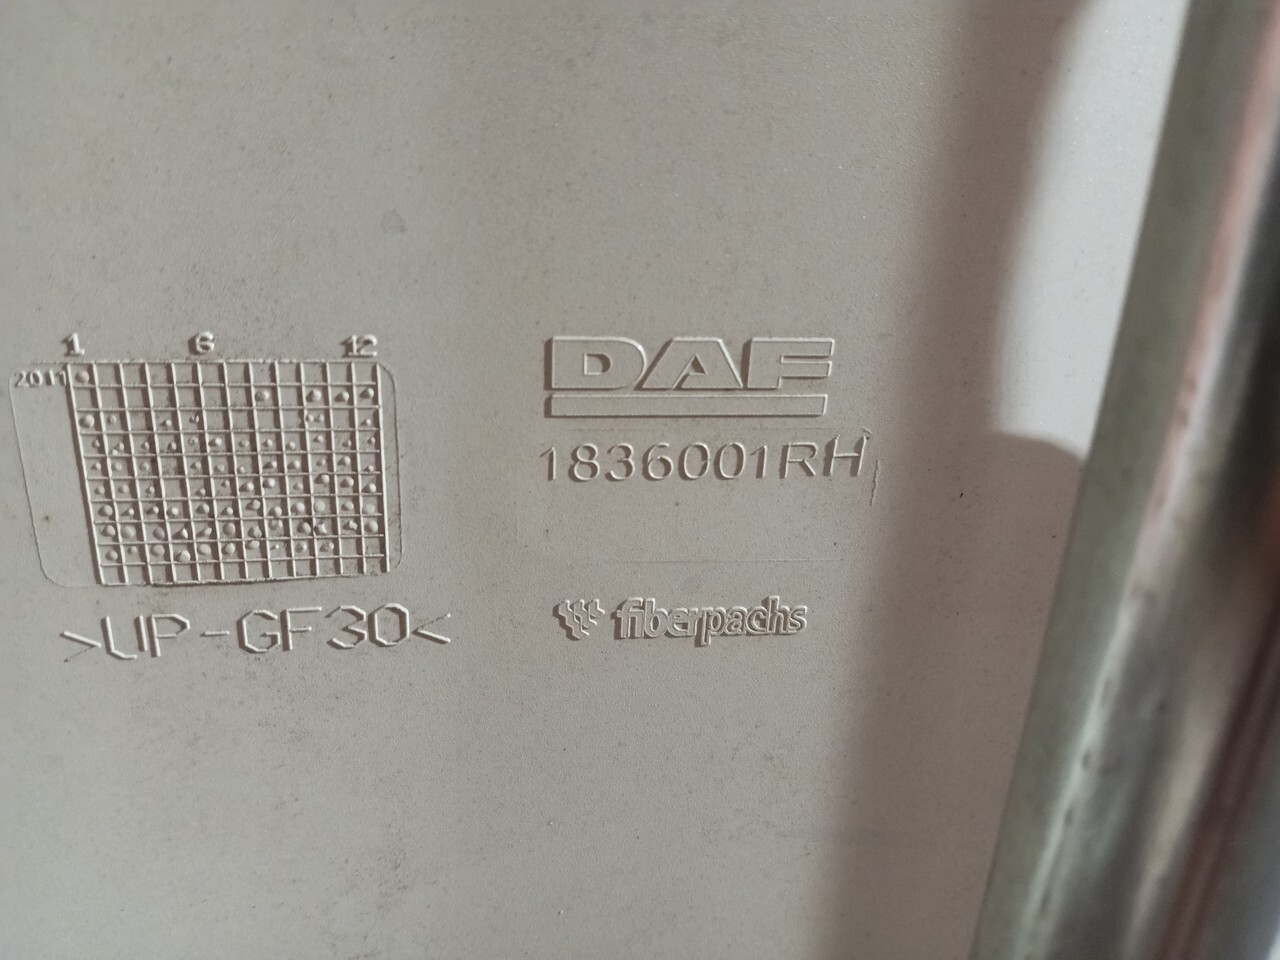 1 6 12
2011
>UP-GF30<
DAF
1836001RH
fiberpachs